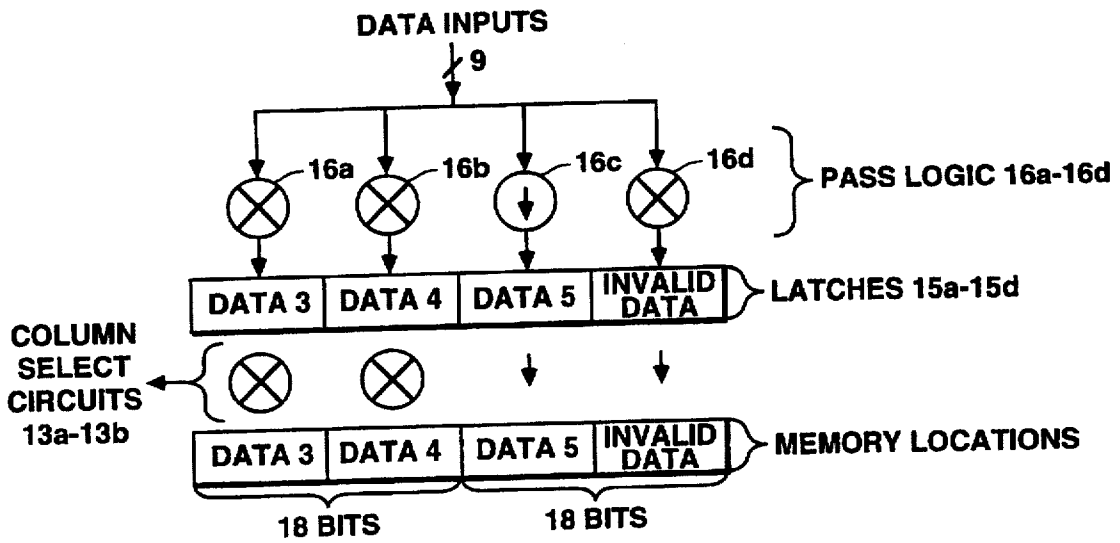 DATA INPUTS
9
16a
16b
16c
16d
PASS LOGIC 16a-16d
DATA 3
DATA 4
DATA 5
INVALID
DATA
LATCHES 15a-15d
COLUMN
SELECT
CIRCUITS
13a-13b
DATA 3
DATA 4
DATA 5
INVALID
DATA
MEMORY LOCATIONS
18 BITS
18 BITS